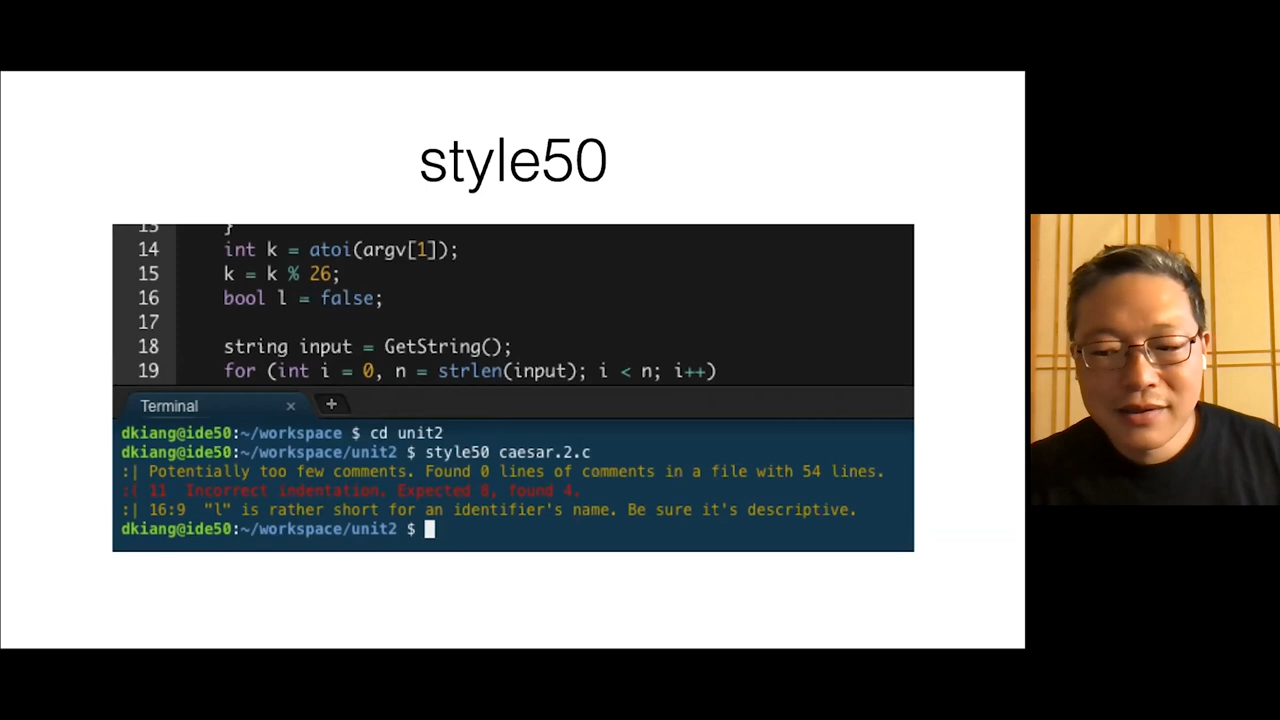 style50
13 }
14 int k = atoi(argv[1]);
15 k = k % 26;
16 bool l = false;
17
18 string input = GetString();
19 for (int i = 0, n = strlen(input); i < n; i++)
Terminal × +
dkiang@ide50:~/workspace $ cd unit2
dkiang@ide50:~/workspace/unit2 $ style50 caesar.2.c
:| Potentially too few comments. Found 0 lines of comments in a file with 54 lines.
:( 11 Incorrect indentation. Expected 8, found 4.
:| 16:9 "l" is rather short for an identifier's name. Be sure it's descriptive.
dkiang@ide50:~/workspace/unit2 $